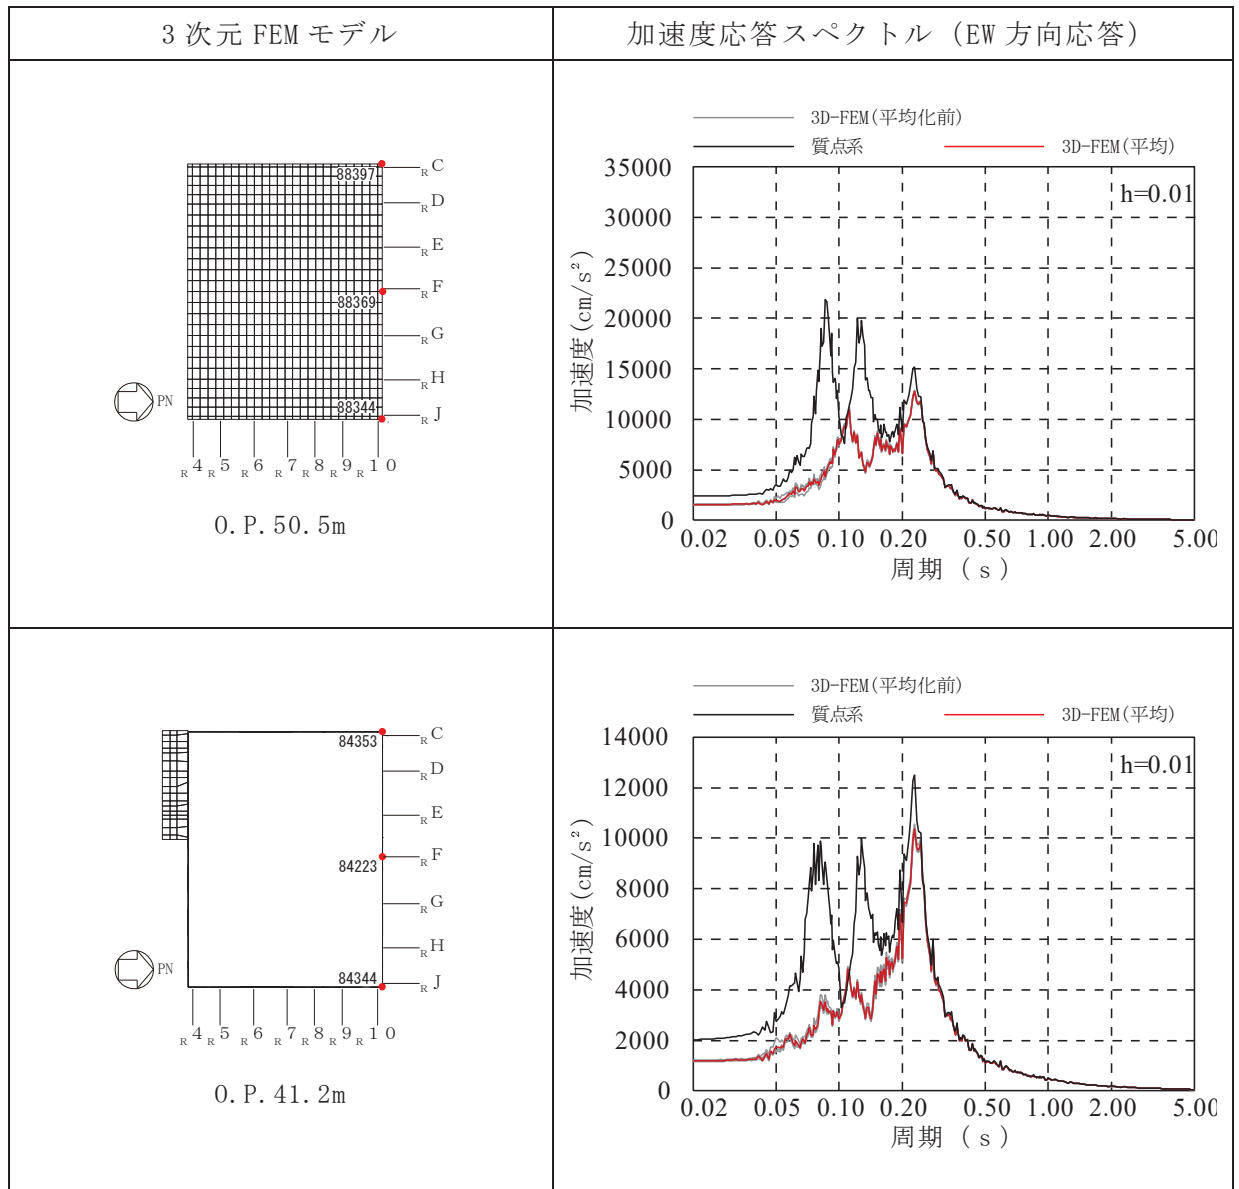 3次元 FEM モデル
加速度応答スペクトル (EW 方向応答)
88397
88369
88344
RC
RD
RE
RF
RG
RH
RJ
PN
R4 R5 R6 R7 R8 R9 R10
O.P.50.5m
3D-FEM(平均化前)
質点系 3D-FEM(平均)
h=0.01
加速度(cm/s²)
35000
30000
25000
20000
15000
10000
5000
0
0.02 0.05 0.10 0.20 0.50 1.00 2.00 5.00
周期 (s)
84353
84223
84344
RC
RD
RE
RF
RG
RH
RJ
PN
R4 R5 R6 R7 R8 R9 R10
O.P.41.2m
3D-FEM(平均化前)
質点系 3D-FEM(平均)
h=0.01
加速度(cm/s²)
14000
12000
10000
8000
6000
4000
2000
0
0.02 0.05 0.10 0.20 0.50 1.00 2.00 5.00
周期 (s)